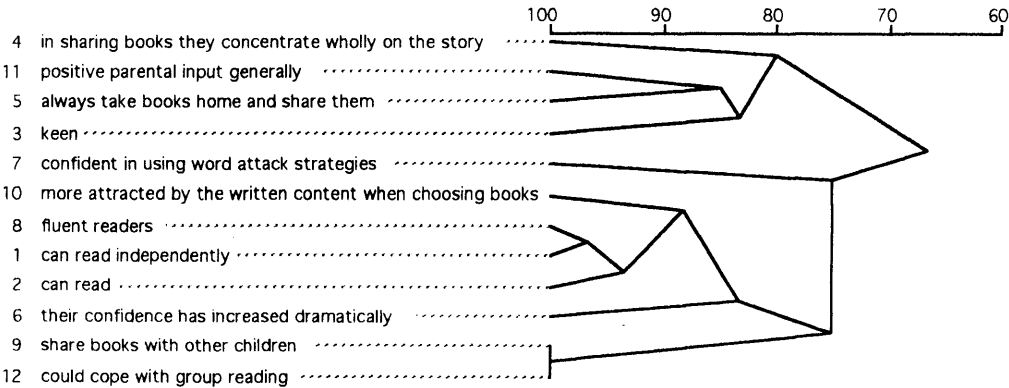 100 90 80 70 60
4 in sharing books they concentrate wholly on the story
11 positive parental input generally
5 always take books home and share them
3 keen
7 confident in using word attack strategies
10 more attracted by the written content when choosing books
8 fluent readers
1 can read independently
2 can read
6 their confidence has increased dramatically
9 share books with other children
12 could cope with group reading